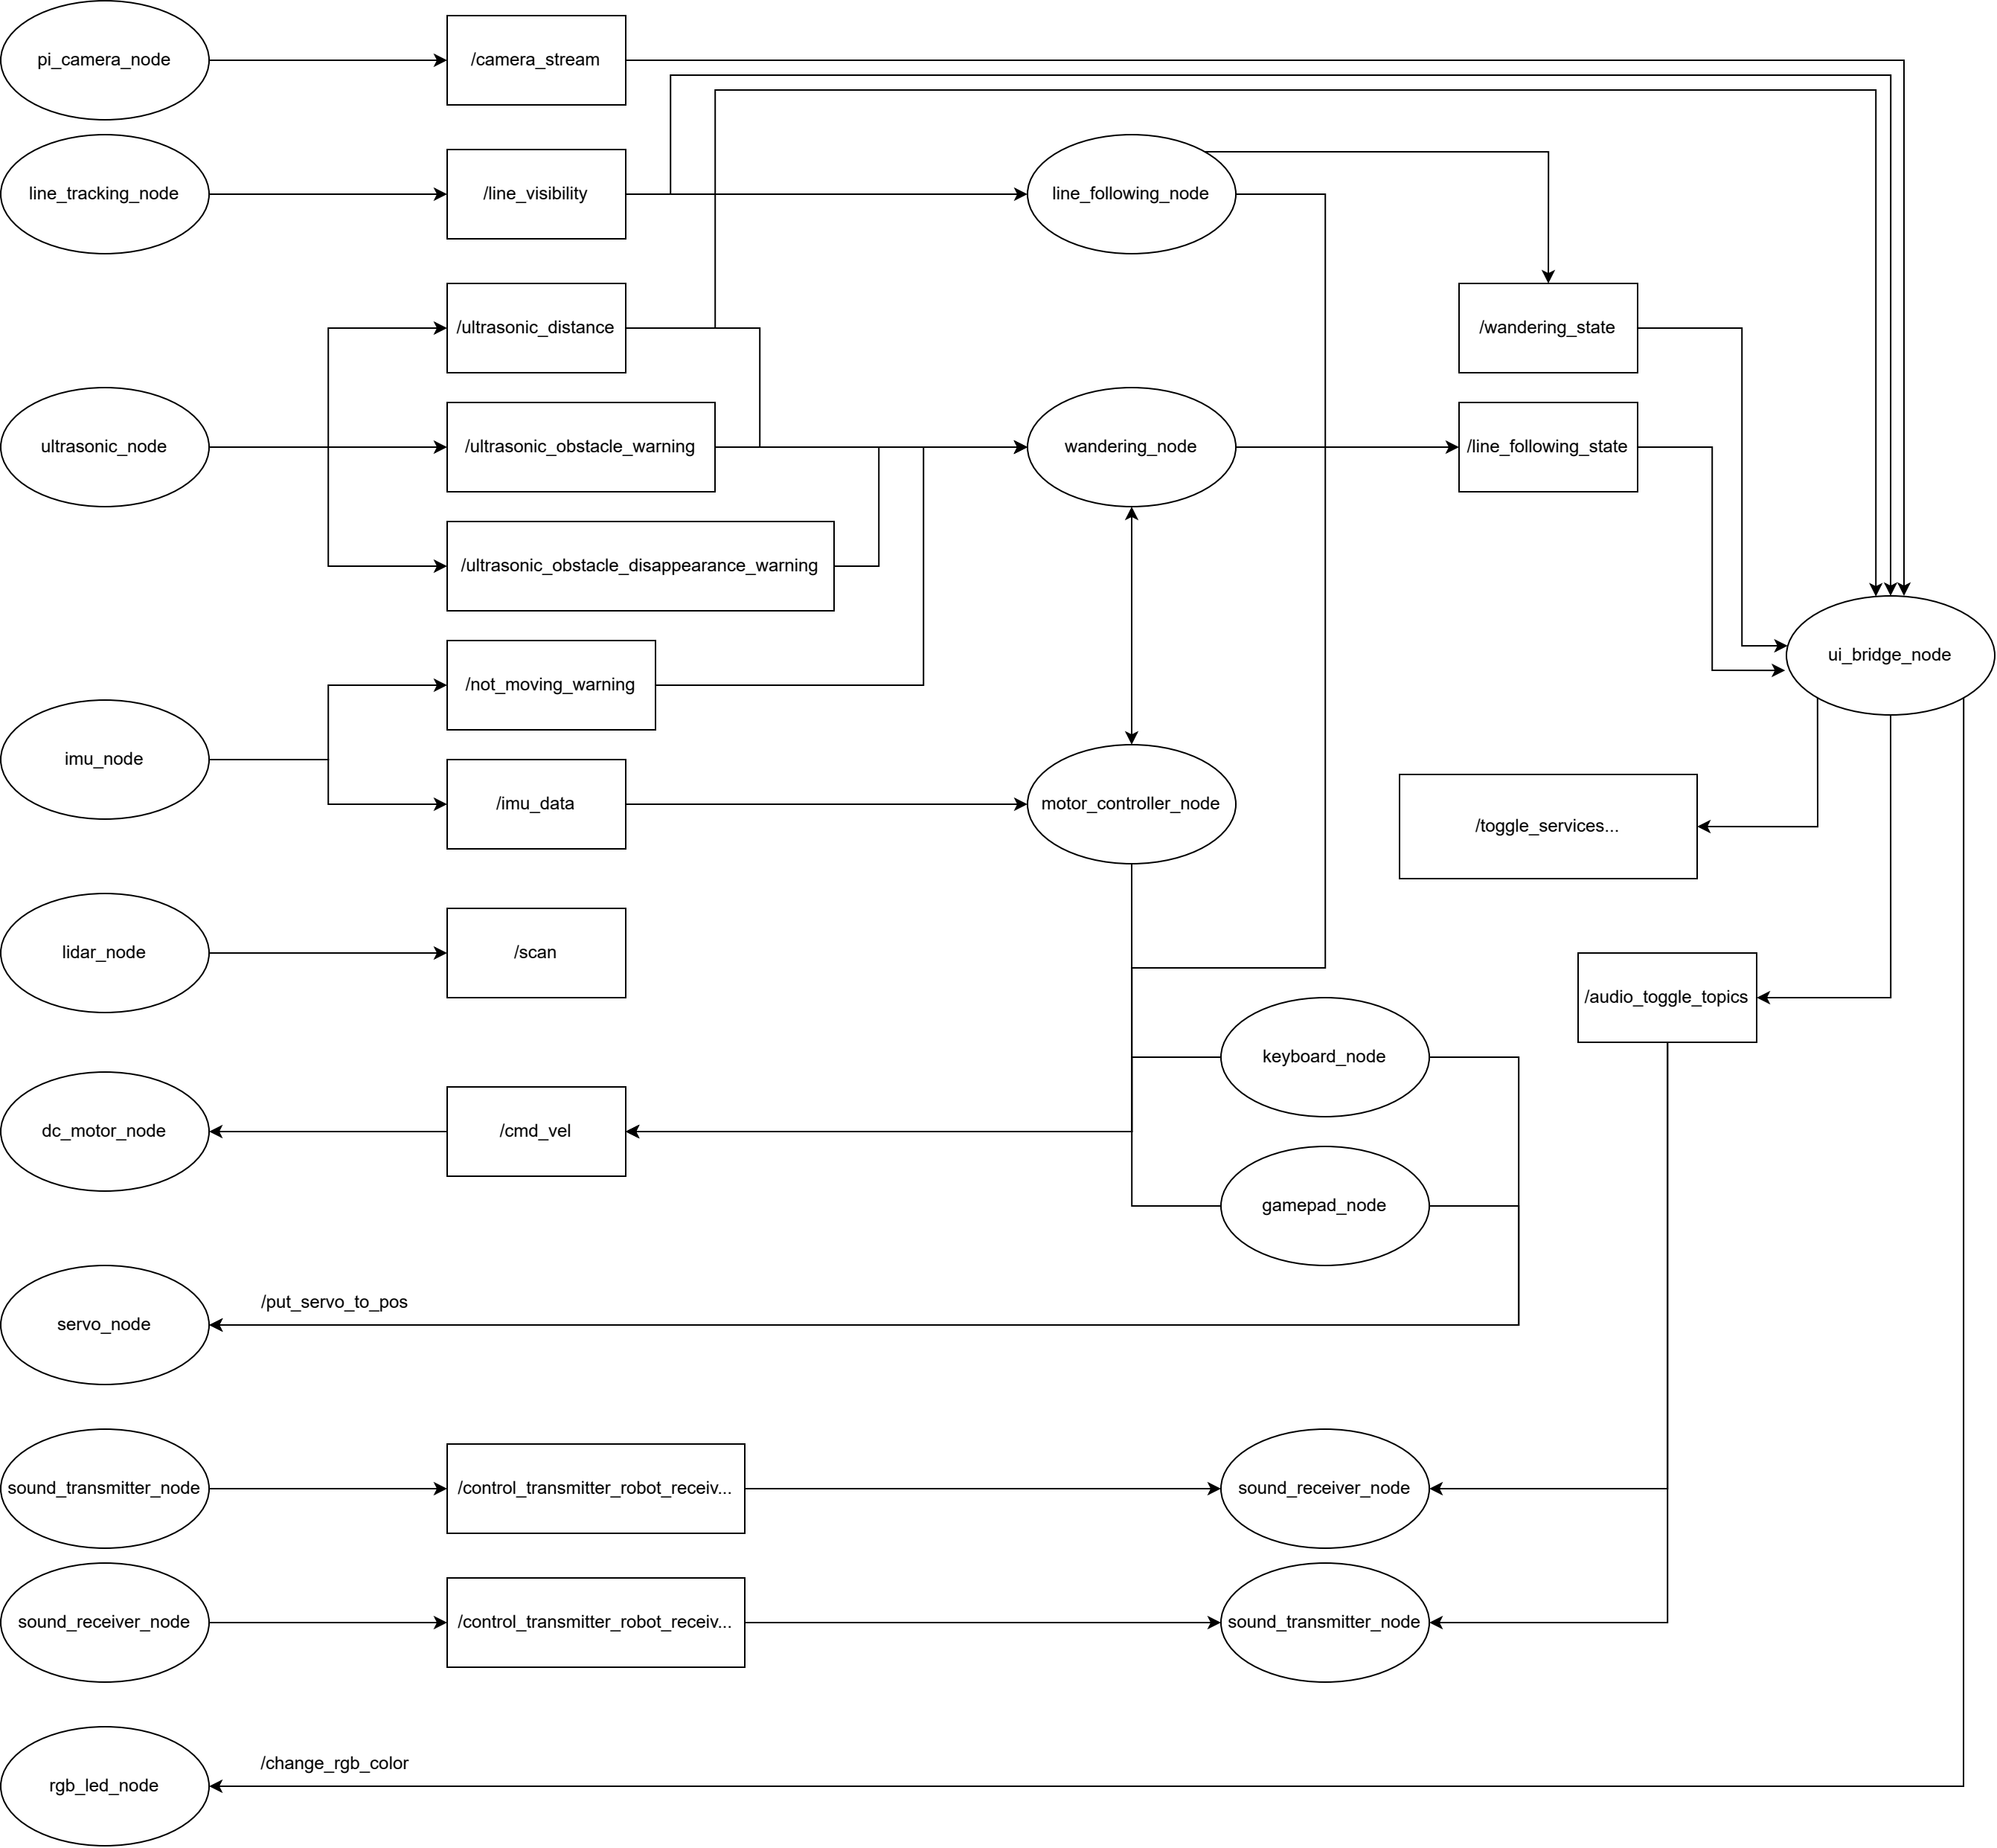 pi_camera_node
/camera_stream
line_tracking_node
/line_visibility
line_following_node
/ultrasonic_distance
/wandering_state
ultrasonic_node
/ultrasonic_obstacle_warning
wandering_node
/line_following_state
/ultrasonic_obstacle_disappearance_warning
ui_bridge_node
/not_moving_warning
imu_node
/imu_data
motor_controller_node
/toggle_services...
lidar_node
/scan
/audio_toggle_topics
keyboard_node
dc_motor_node
/cmd_vel
gamepad_node
/put_servo_to_pos
servo_node
sound_transmitter_node
/control_transmitter_robot_receiv...
sound_receiver_node
sound_receiver_node
/control_transmitter_robot_receiv...
sound_transmitter_node
/change_rgb_color
rgb_led_node